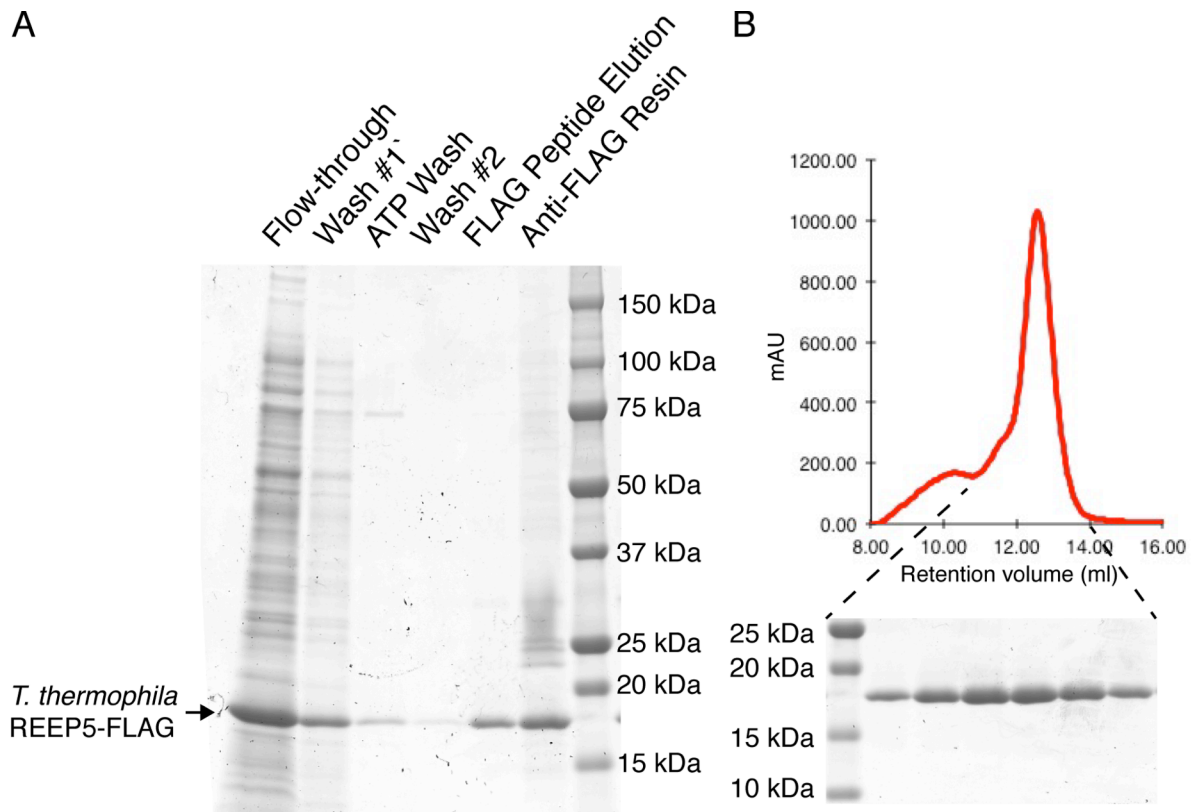 A
Flow-through
Wash #1`
ATP Wash
Wash #2
FLAG Peptide Elution
Anti-FLAG Resin
150 kDa
100 kDa
75 kDa
50 kDa
37 kDa
25 kDa
20 kDa
15 kDa
T. thermophila
REEP5-FLAG
B
1200.00
1000.00
800.00
600.00
400.00
200.00
0.00
mAU
8.00 10.00 12.00 14.00 16.00
Retention volume (ml)
25 kDa
20 kDa
15 kDa
10 kDa